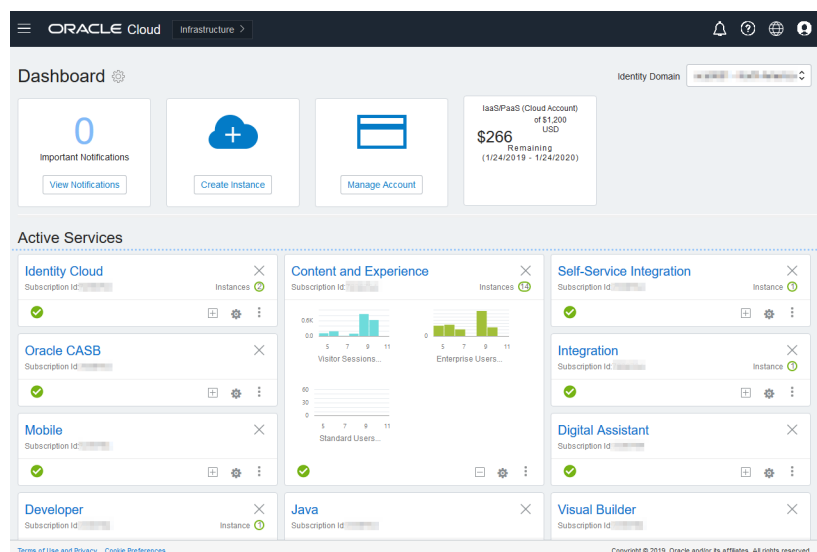 ORACLE Cloud Infrastructure >
Dashboard
Identity Domain
0
Important Notifications
View Notifications
Create Instance
Manage Account
IaaS/PaaS (Cloud Account)
$266 of $1,200 USD
Remaining
(1/24/2019 - 1/24/2020)
Active Services
Identity Cloud
Subscription Id:
Instances 2
Content and Experience
Subscription Id:
Instances 14
0.6K
0.0
5 7 9 11
Visitor Sessions...
0
5 7 9 11
Enterprise Users...
60
30
0
5 7 9 11
Standard Users...
Self-Service Integration
Subscription Id:
Instance 1
Oracle CASB
Subscription Id:
Integration
Subscription Id:
Instance 1
Mobile
Subscription Id:
Digital Assistant
Subscription Id:
Developer
Subscription Id:
Instance 1
Java
Subscription Id:
Visual Builder
Subscription Id:
Terms of Use and Privacy Cookie Preferences
Copyright © 2019, Oracle and/or its affiliates. All rights reserved.